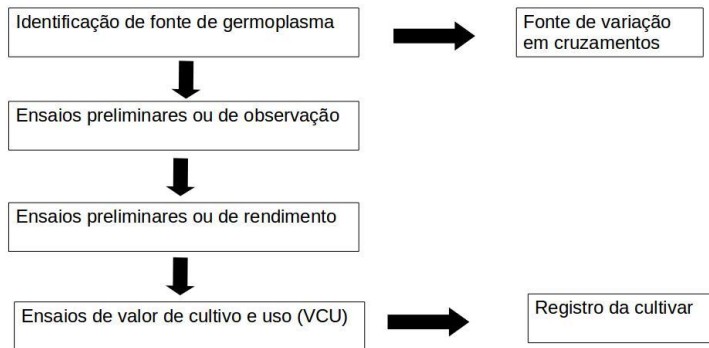 Identificação de fonte de germoplasma
Fonte de variação
em cruzamentos
Ensaios preliminares ou de observação
Ensaios preliminares ou de rendimento
Ensaios de valor de cultivo e uso (VCU)
Registro da cultivar